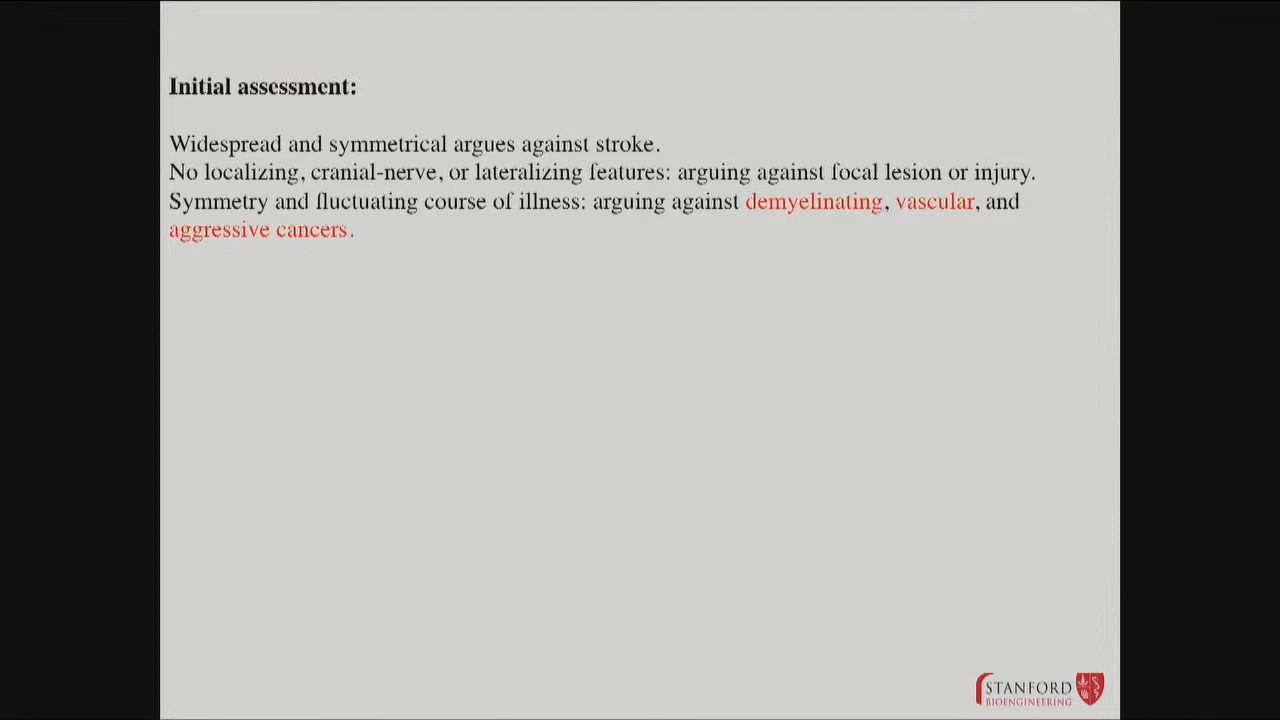 Initial assessment:
Widespread and symmetrical argues against stroke.
No localizing, cranial-nerve, or lateralizing features: arguing against focal lesion or injury.
Symmetry and fluctuating course of illness: arguing against demyelinating, vascular, and
aggressive cancers.
STANFORD
BIOENGINEERING